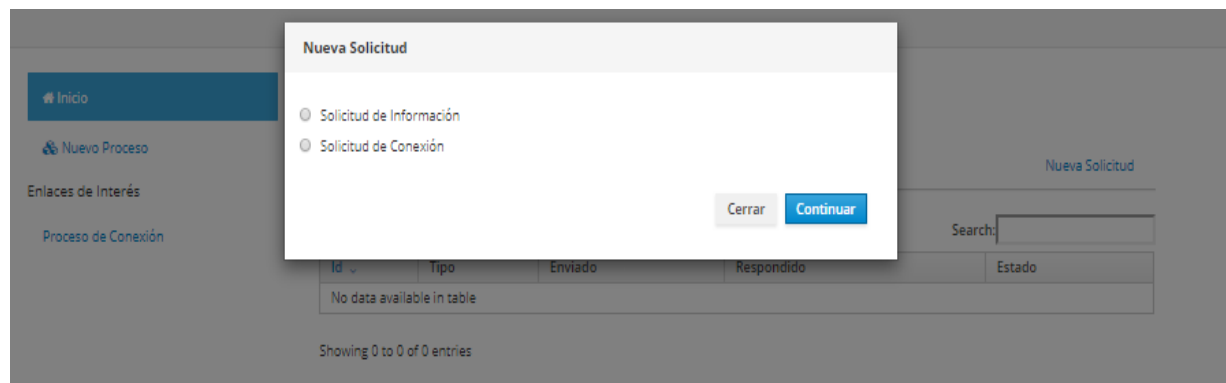 Nueva Solicitud
Inicio
Solicitud de Información
Nuevo Proceso
Solicitud de Conexión
Nueva Solicitud
Enlaces de Interés
Cerrar
Continuar
Proceso de Conexión
Search:
Id Tipo Enviado Respondido Estado
No data available in table
Showing 0 to 0 of 0 entries